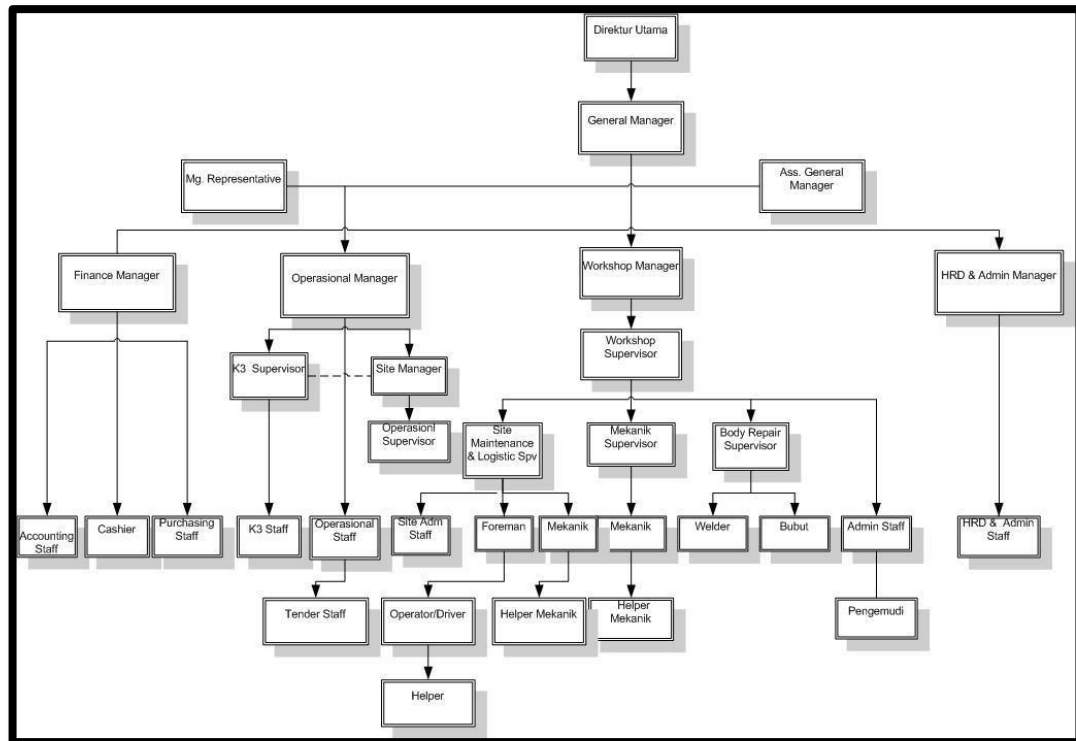 Direktur Utama
General Manager
Mg. Representative
Ass. General
Manager
Finance Manager
Operasional Manager
Workshop Manager
HRD & Admin Manager
Workshop
Supervisor
K3 Supervisor
Site Manager
Operasionl
Supervisor
Site
Maintenance
& Logistic Spv
Mekanik
Supervisor
Body Repair
Supervisor
Accounting
Staff
Cashier
Purchasing
Staff
K3 Staff
Operasional
Staff
Site Adm
Staff
Foreman
Mekanik
Mekanik
Welder
Bubut
Admin Staff
HRD & Admin
Staff
Tender Staff
Operator/Driver
Helper Mekanik
Helper
Mekanik
Pengemudi
Helper